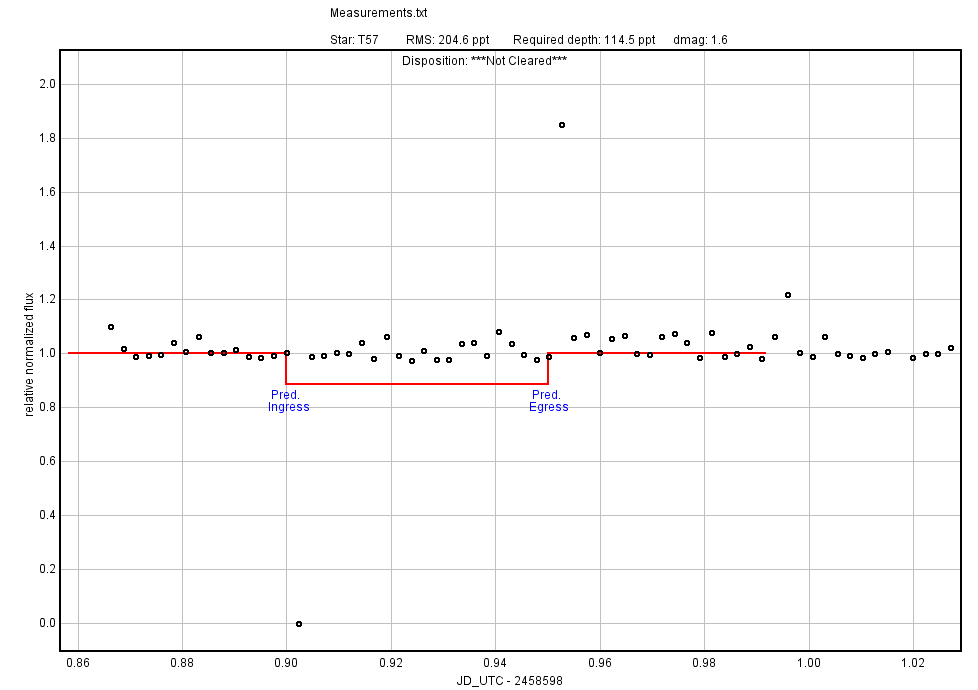 Measurements.txt
Star: T57 RMS: 204.6 ppt Required depth: 114.5 ppt dmag: 1.6
Disposition: ***Not Cleared***
relative normalized flux
2.0
1.8
1.6
1.4
1.2
1.0
0.8
0.6
0.4
0.2
0.0
Pred.
Ingress
Pred.
Egress
0.86 0.88 0.90 0.92 0.94 0.96 0.98 1.00 1.02
JD_UTC - 2458598